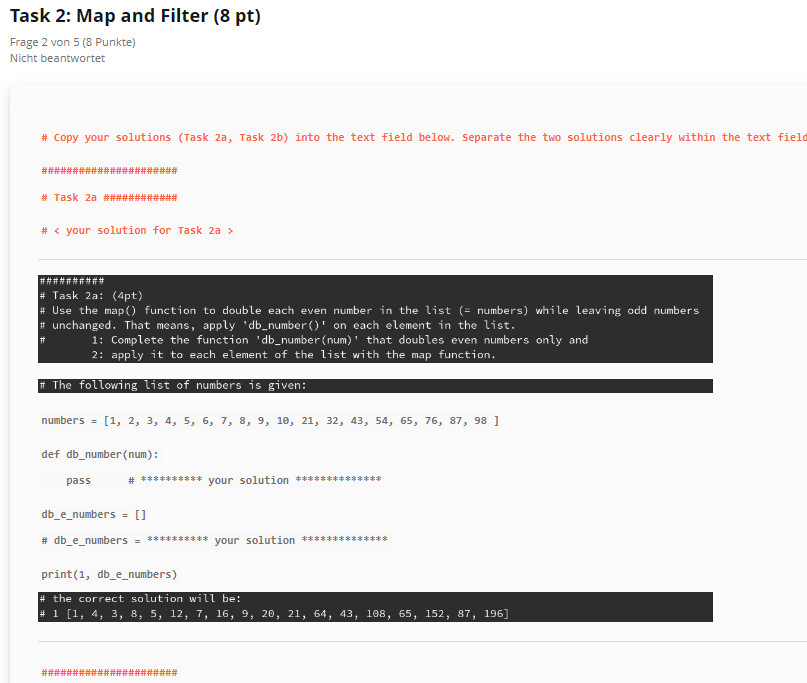 Task 2: Map and Filter (8 pt)
Frage 2 von 5 (8 Punkte)
Nicht beantwortet
# Copy your solutions (Task 2a, Task 2b) into the text field below. Separate the two solutions clearly within the text field
######################
# Task 2a ############
# < your solution for Task 2a >
##########
# Task 2a: (4pt)
# Use the map() function to double each even number in the list (= numbers) while leaving odd numbers
# unchanged. That means, apply 'db_number()' on each element in the list.
#       1: Complete the function 'db_number(num)' that doubles even numbers only and
        2: apply it to each element of the list with the map function.
# The following list of numbers is given:
numbers = [1, 2, 3, 4, 5, 6, 7, 8, 9, 10, 21, 32, 43, 54, 65, 76, 87, 98 ]
def db_number(num):
    pass      # ********** your solution **************
db_e_numbers = []
# db_e_numbers = ********** your solution **************
print(1, db_e_numbers)
# the correct solution will be:
# 1 [1, 4, 3, 8, 5, 12, 7, 16, 9, 20, 21, 64, 43, 108, 65, 152, 87, 196]
######################